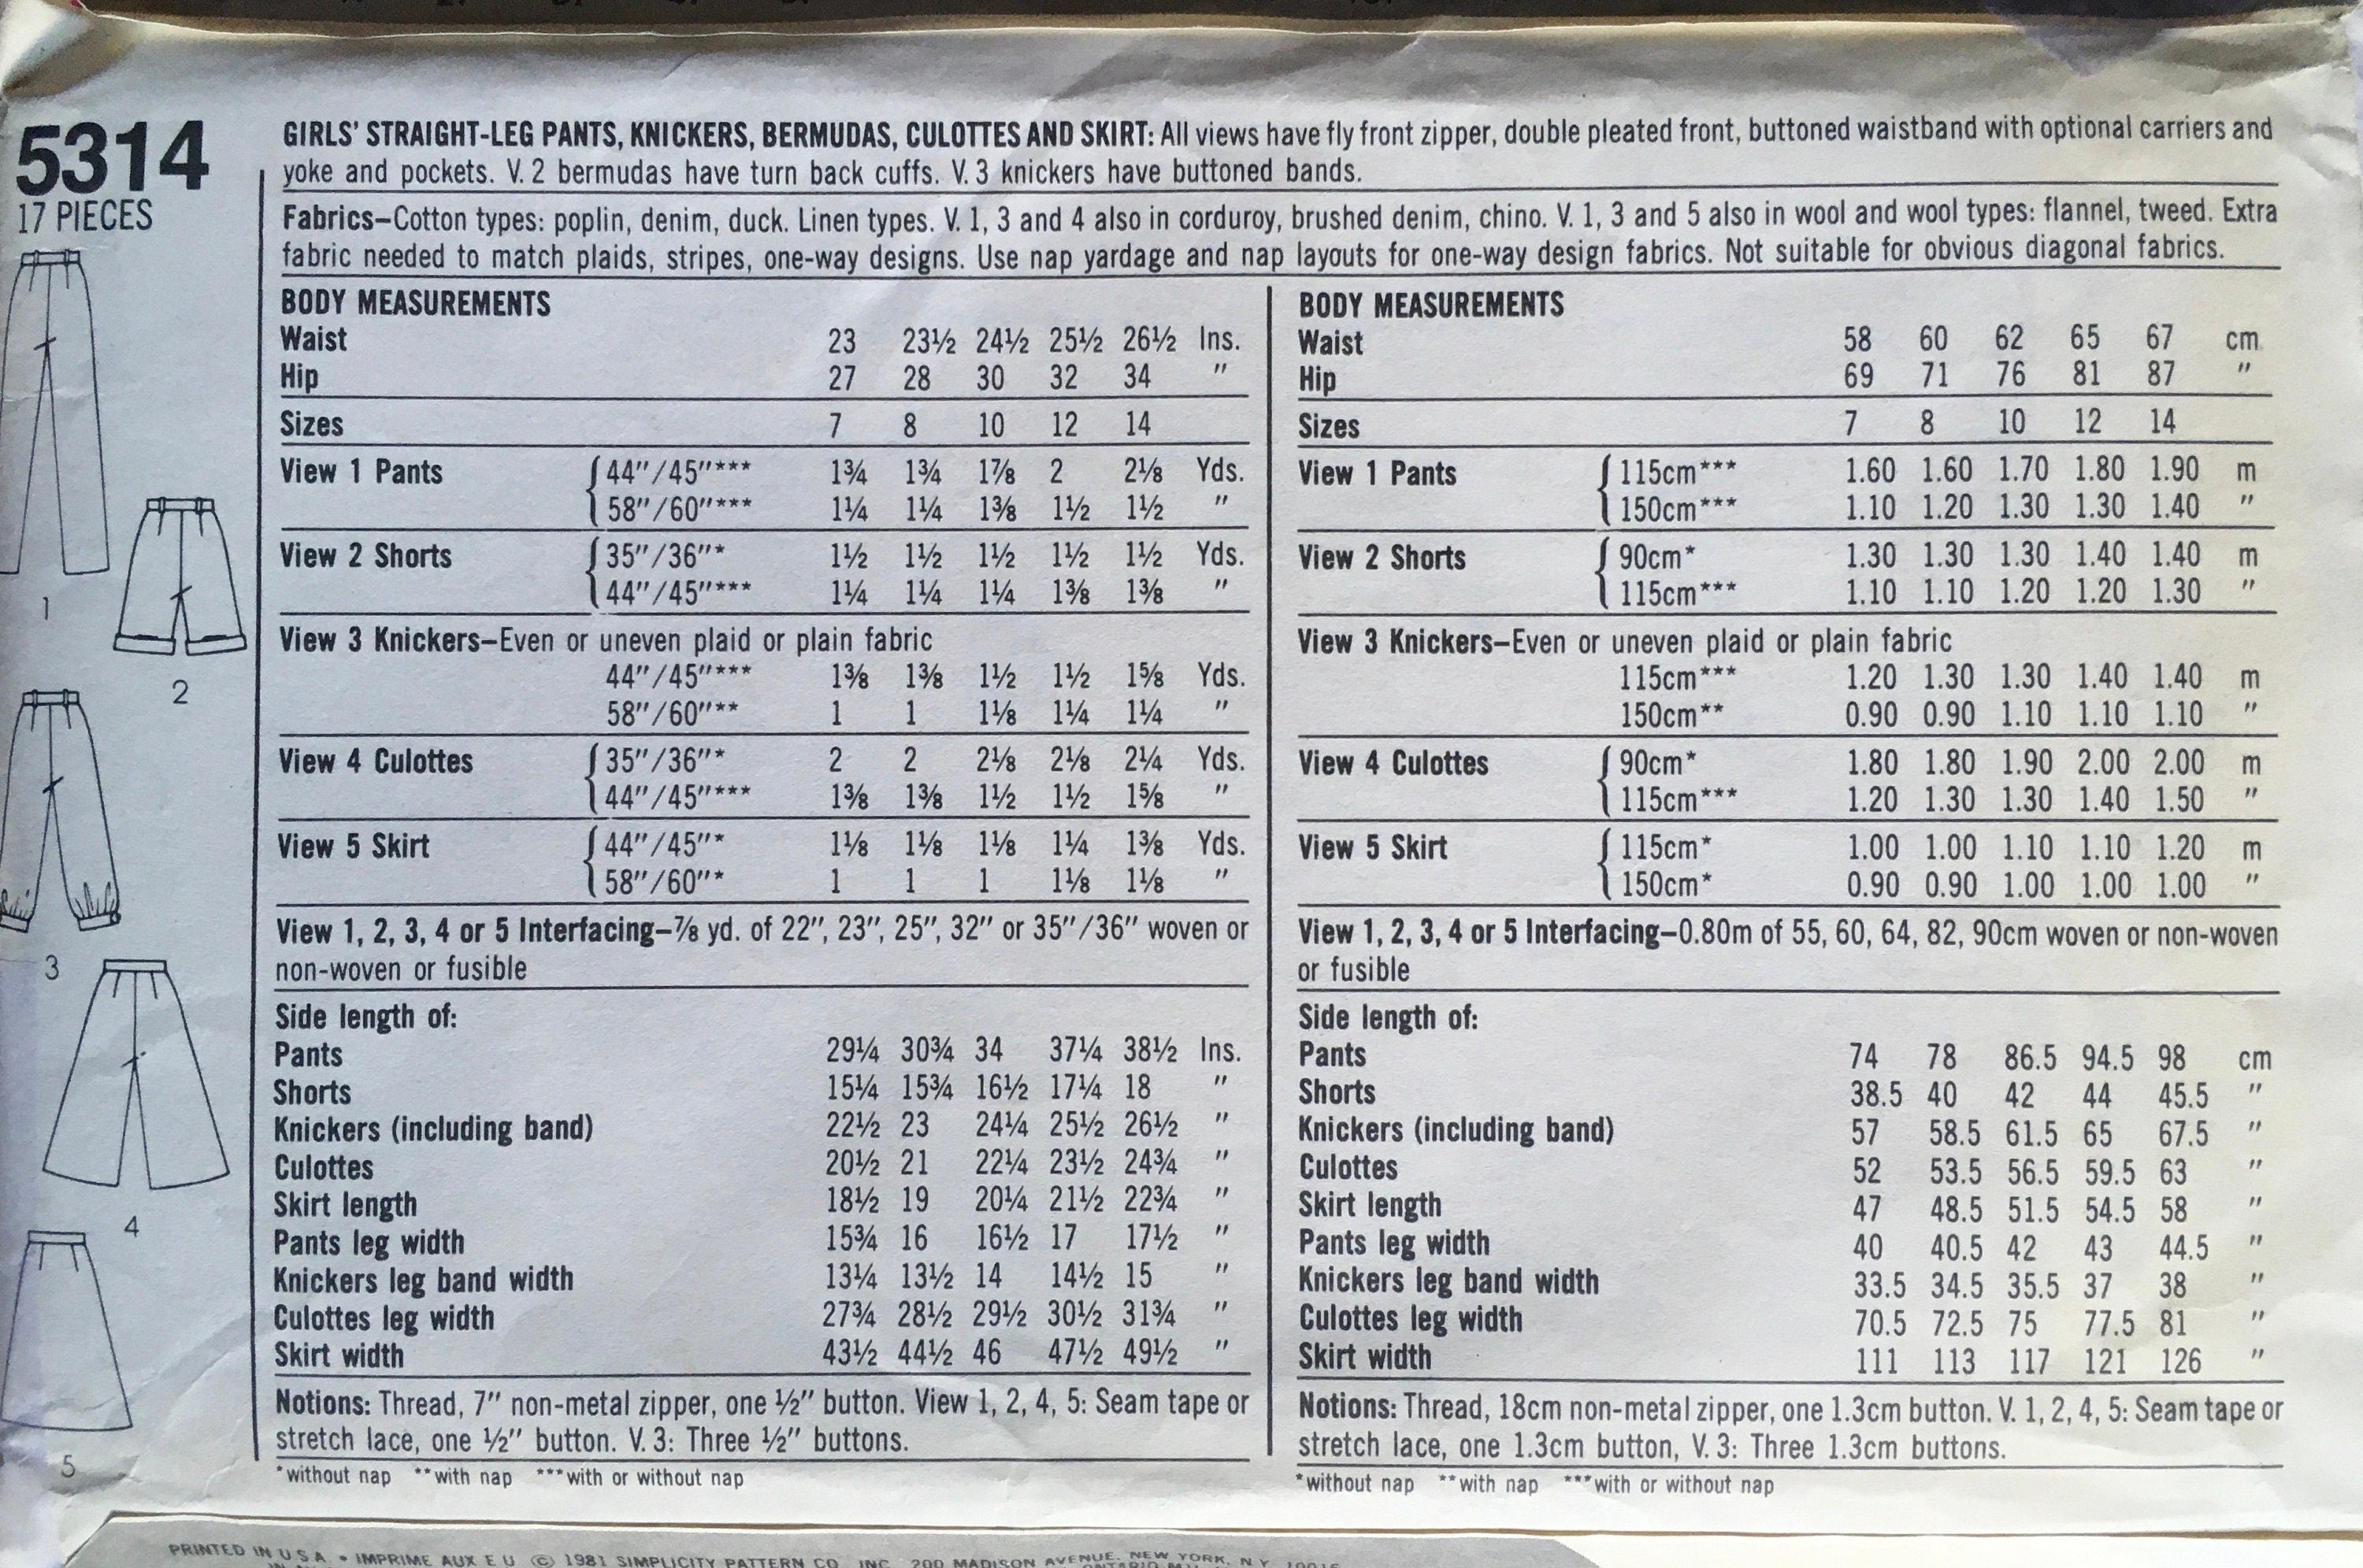 5314
17 PIECES
1
2
3
4
5
GIRLS' STRAIGHT-LEG PANTS, KNICKERS, BERMUDAS, CULOTTES AND SKIRT: All views have fly front zipper, double pleated front, buttoned waistband with optional carriers and
yoke and pockets. V. 2 bermudas have turn back cuffs. V. 3 knickers have buttoned bands.
Fabrics–Cotton types: poplin, denim, duck. Linen types. V. 1, 3 and 4 also in corduroy, brushed denim, chino. V. 1, 3 and 5 also in wool and wool types: flannel, tweed. Extra
fabric needed to match plaids, stripes, one-way designs. Use nap yardage and nap layouts for one-way design fabrics. Not suitable for obvious diagonal fabrics.
BODY MEASUREMENTS
Waist 23 23½ 24½ 25½ 26½ Ins.
Hip 27 28 30 32 34 "
Sizes 7 8 10 12 14
View 1 Pants 44"/45"*** 1¾ 1¾ 1⅞ 2 2⅛ Yds.
58"/60"*** 1¼ 1¼ 1⅜ 1½ 1½ "
View 2 Shorts 35"/36"* 1½ 1½ 1½ 1½ 1½ Yds.
44"/45"*** 1¼ 1¼ 1¼ 1⅜ 1⅜ "
View 3 Knickers–Even or uneven plaid or plain fabric
44"/45"*** 1⅜ 1⅜ 1½ 1½ 1⅝ Yds.
58"/60"** 1 1 1⅛ 1¼ 1¼ "
View 4 Culottes 35"/36"* 2 2 2⅛ 2⅛ 2¼ Yds.
44"/45"*** 1⅜ 1⅜ 1½ 1½ 1⅝ "
View 5 Skirt 44"/45"* 1⅛ 1⅛ 1⅛ 1¼ 1⅜ Yds.
58"/60"* 1 1 1 1⅛ 1⅛ "
View 1, 2, 3, 4 or 5 Interfacing–⅞ yd. of 22", 23", 25", 32" or 35"/36" woven or
non-woven or fusible
Side length of:
Pants 29¼ 30¾ 34 37¼ 38½ Ins.
Shorts 15¼ 15¾ 16½ 17¼ 18 "
Knickers (including band) 22½ 23 24¼ 25½ 26½ "
Culottes 20½ 21 22¼ 23½ 24¾ "
Skirt length 18½ 19 20¼ 21½ 22¾ "
Pants leg width 15¾ 16 16½ 17 17½ "
Knickers leg band width 13¼ 13½ 14 14½ 15 "
Culottes leg width 27¾ 28½ 29½ 30½ 31¾ "
Skirt width 43½ 44½ 46 47½ 49½ "
Notions: Thread, 7" non-metal zipper, one ½" button. View 1, 2, 4, 5: Seam tape or
stretch lace, one ½" button. V. 3: Three ½" buttons.
*without nap **with nap ***with or without nap
BODY MEASUREMENTS
Waist 58 60 62 65 67 cm
Hip 69 71 76 81 87 "
Sizes 7 8 10 12 14
View 1 Pants 115cm*** 1.60 1.60 1.70 1.80 1.90 m
150cm*** 1.10 1.20 1.30 1.30 1.40 "
View 2 Shorts 90cm* 1.30 1.30 1.30 1.40 1.40 m
115cm*** 1.10 1.10 1.20 1.20 1.30 "
View 3 Knickers–Even or uneven plaid or plain fabric
115cm*** 1.20 1.30 1.30 1.40 1.40 m
150cm** 0.90 0.90 1.10 1.10 1.10 "
View 4 Culottes 90cm* 1.80 1.80 1.90 2.00 2.00 m
115cm*** 1.20 1.30 1.30 1.40 1.50 "
View 5 Skirt 115cm* 1.00 1.00 1.10 1.10 1.20 m
150cm* 0.90 0.90 1.00 1.00 1.00 "
View 1, 2, 3, 4 or 5 Interfacing–0.80m of 55, 60, 64, 82, 90cm woven or non-woven
or fusible
Side length of:
Pants 74 78 86.5 94.5 98 cm
Shorts 38.5 40 42 44 45.5 "
Knickers (including band) 57 58.5 61.5 65 67.5 "
Culottes 52 53.5 56.5 59.5 63 "
Skirt length 47 48.5 51.5 54.5 58 "
Pants leg width 40 40.5 42 43 44.5 "
Knickers leg band width 33.5 34.5 35.5 37 38 "
Culottes leg width 70.5 72.5 75 77.5 81 "
Skirt width 111 113 117 121 126 "
Notions: Thread, 18cm non-metal zipper, one 1.3cm button. V. 1, 2, 4, 5: Seam tape or
stretch lace, one 1.3cm button, V. 3: Three 1.3cm buttons.
*without nap **with nap ***with or without nap
PRINTED IN U.S.A. • IMPRIME AUX E U © 1981 SIMPLICITY PATTERN CO. INC. 200 MADISON AVENUE, NEW YORK, N.Y.